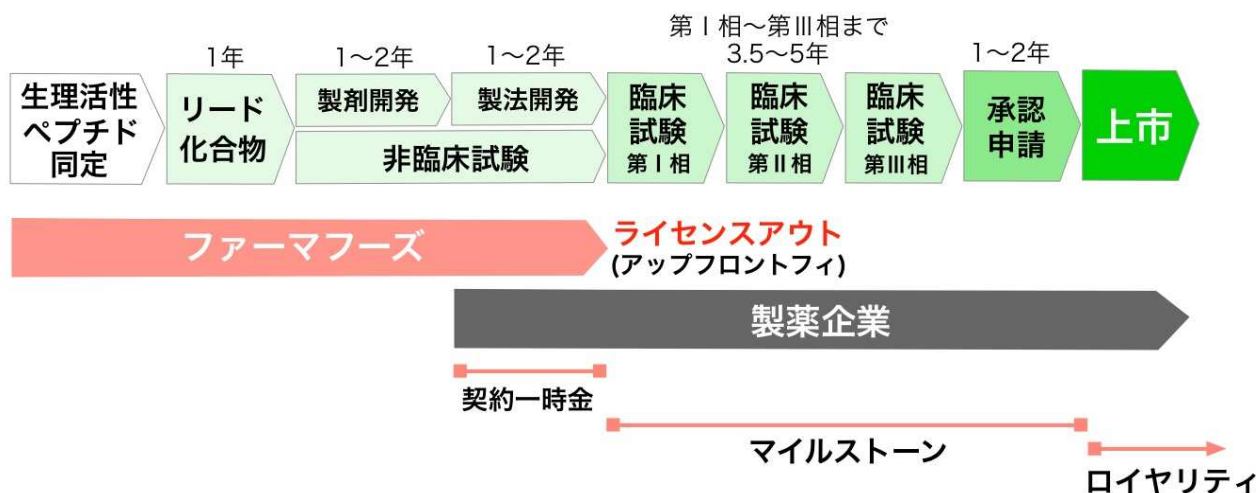 第Ⅰ相〜第Ⅲ相まで
1年
1〜2年
1〜2年
3.5〜5年
1〜2年
生理活性
ペプチド
同定
リード
化合物
製剤開発
製法開発
非臨床試験
臨床
試験
第Ⅰ相
臨床
試験
第Ⅱ相
臨床
試験
第Ⅲ相
承認
申請
上市
ファーマフーズ
ライセンスアウト
(アップフロントフィ)
製薬企業
契約一時金
マイルストーン
ロイヤリティ